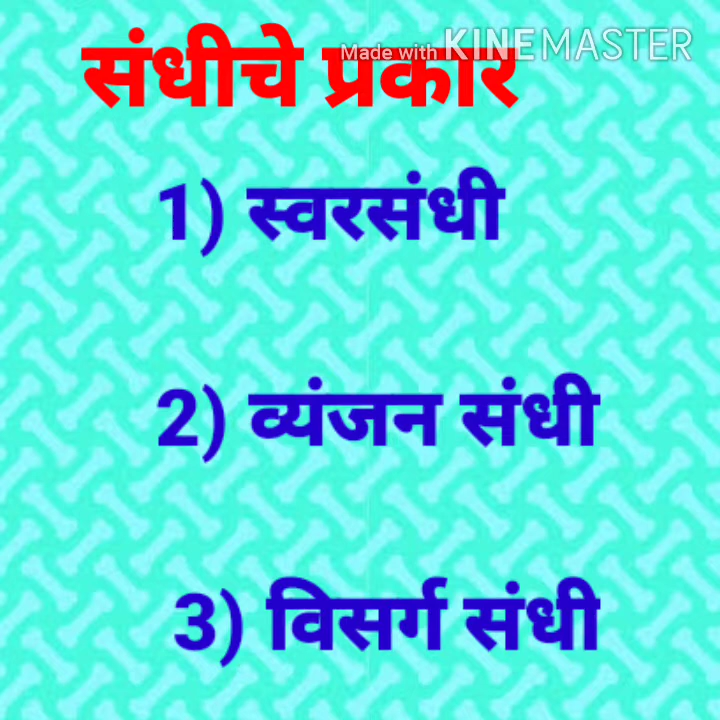 संधीचे प्रकार
Made with KINEMASTER
1) स्वरसंधी
2) व्यंजन संधी
3) विसर्ग संधी